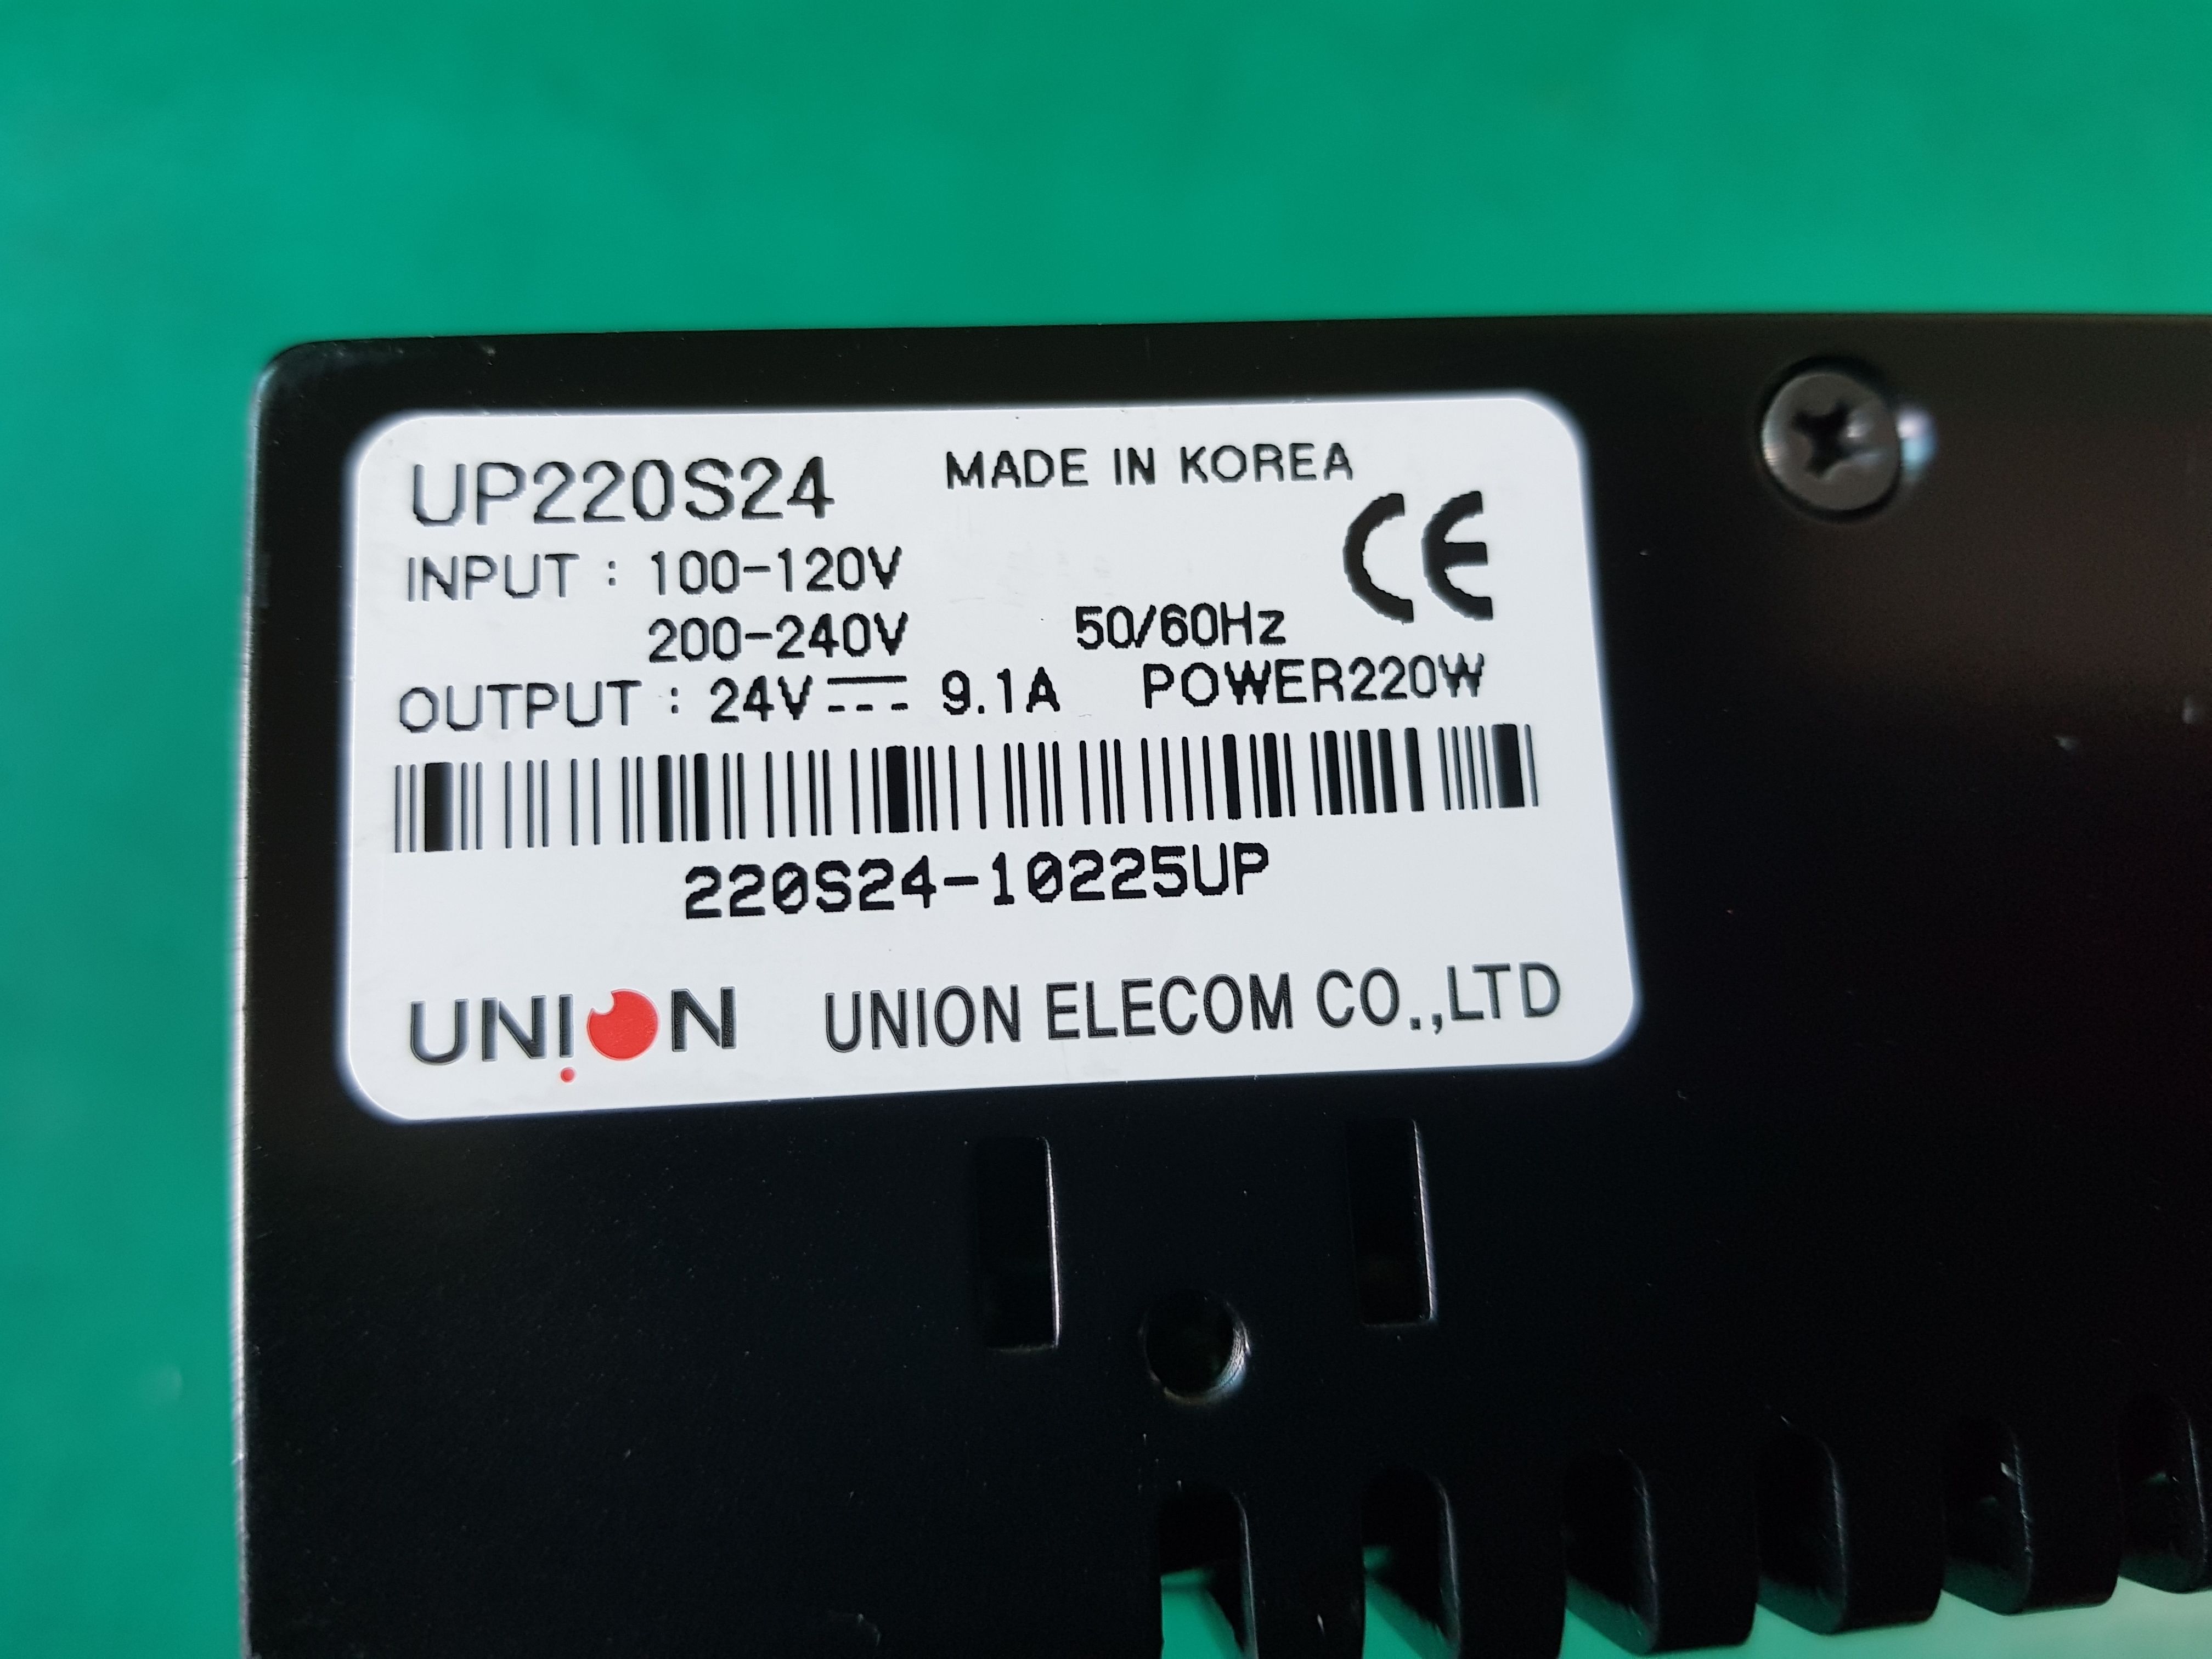 UP220S24 MADE IN KOREA
CE
INPUT : 100-120V
200-240V 50/60Hz
OUTPUT : 24V⎓ 9.1A POWER220W
220S24-10225UP
UNION UNION ELECOM CO.,LTD